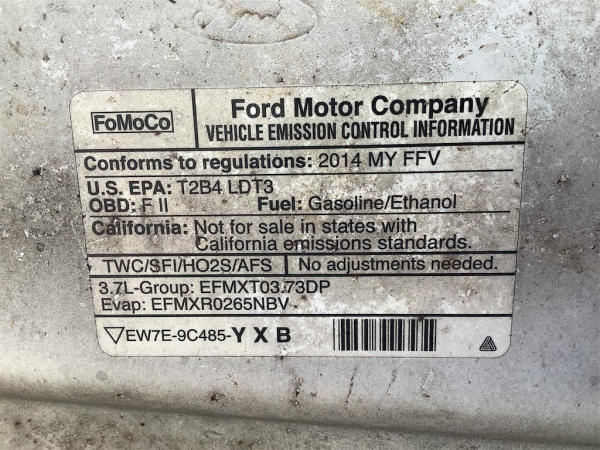 FoMoCo
Ford Motor Company
VEHICLE EMISSION CONTROL INFORMATION
Conforms to regulations: 2014 MY FFV
U.S. EPA: T2B4 LDT3
OBD: F II Fuel: Gasoline/Ethanol
California: Not for sale in states with
California emissions standards.
TWC/SFI/HO2S/AFS No adjustments needed.
3.7L-Group: EFMXT03.73DP
Evap: EFMXR0265NBV
EW7E-9C485-Y X B